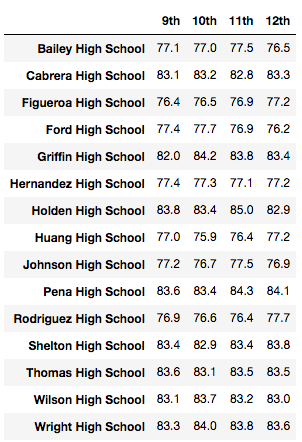 9th 10th 11th 12th
Bailey High School 77.1 77.0 77.5 76.5
Cabrera High School 83.1 83.2 82.8 83.3
Figueroa High School 76.4 76.5 76.9 77.2
Ford High School 77.4 77.7 76.9 76.2
Griffin High School 82.0 84.2 83.8 83.4
Hernandez High School 77.4 77.3 77.1 77.2
Holden High School 83.8 83.4 85.0 82.9
Huang High School 77.0 75.9 76.4 77.2
Johnson High School 77.2 76.7 77.5 76.9
Pena High School 83.6 83.4 84.3 84.1
Rodriguez High School 76.9 76.6 76.4 77.7
Shelton High School 83.4 82.9 83.4 83.8
Thomas High School 83.6 83.1 83.5 83.5
Wilson High School 83.1 83.7 83.2 83.0
Wright High School 83.3 84.0 83.8 83.6